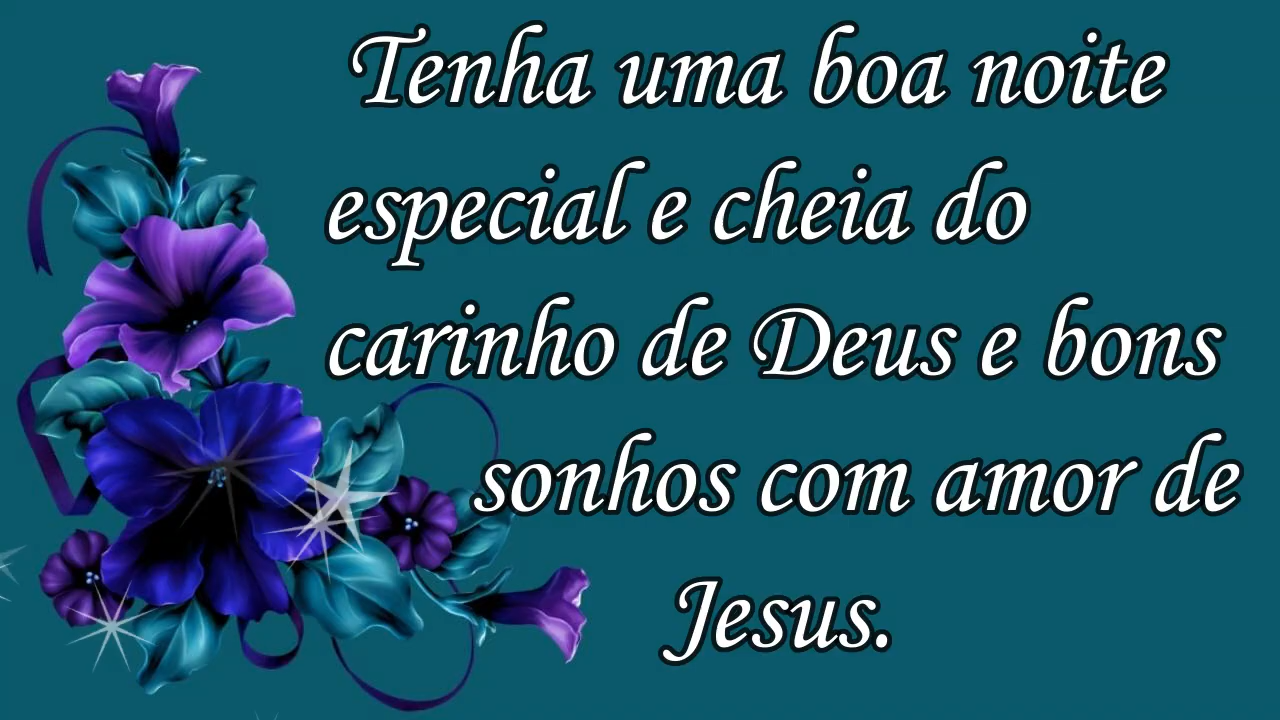 Tenha uma boa noite
especial e cheia do
carinho de Deus e bons
sonhos com amor de
Jesus.